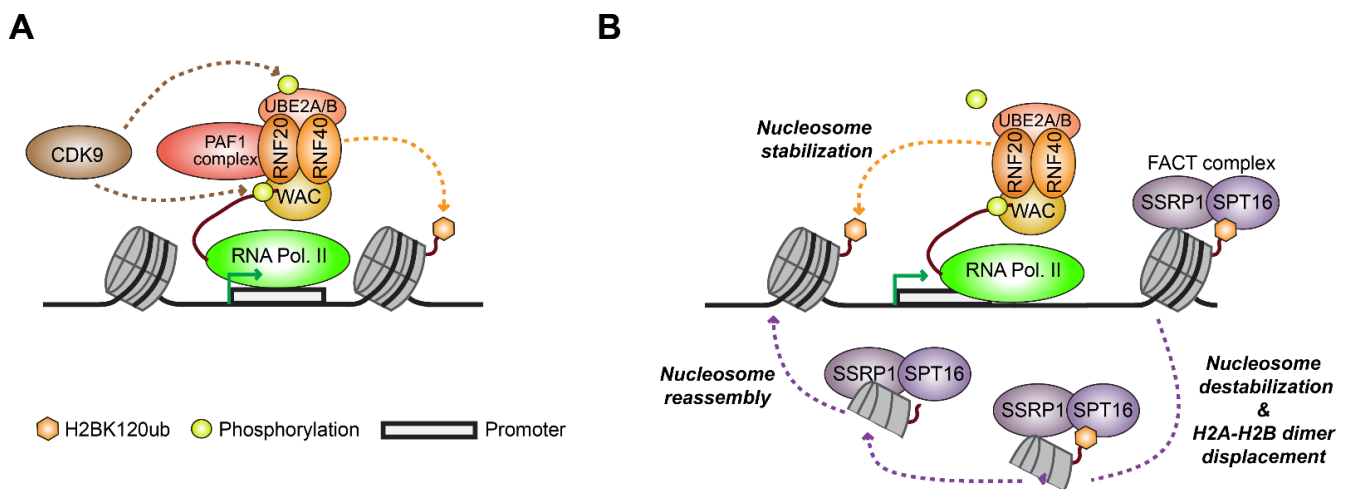 A
CDK9
PAF1
complex
UBE2A/B
RNF20
RNF40
WAC
RNA Pol. II
H2BK120ub
Phosphorylation
Promoter
B
Nucleosome
stabilization
UBE2A/B
RNF20
RNF40
WAC
RNA Pol. II
FACT complex
SSRP1
SPT16
Nucleosome
reassembly
SSRP1
SPT16
SSRP1
SPT16
Nucleosome
destabilization
&
H2A-H2B dimer
displacement